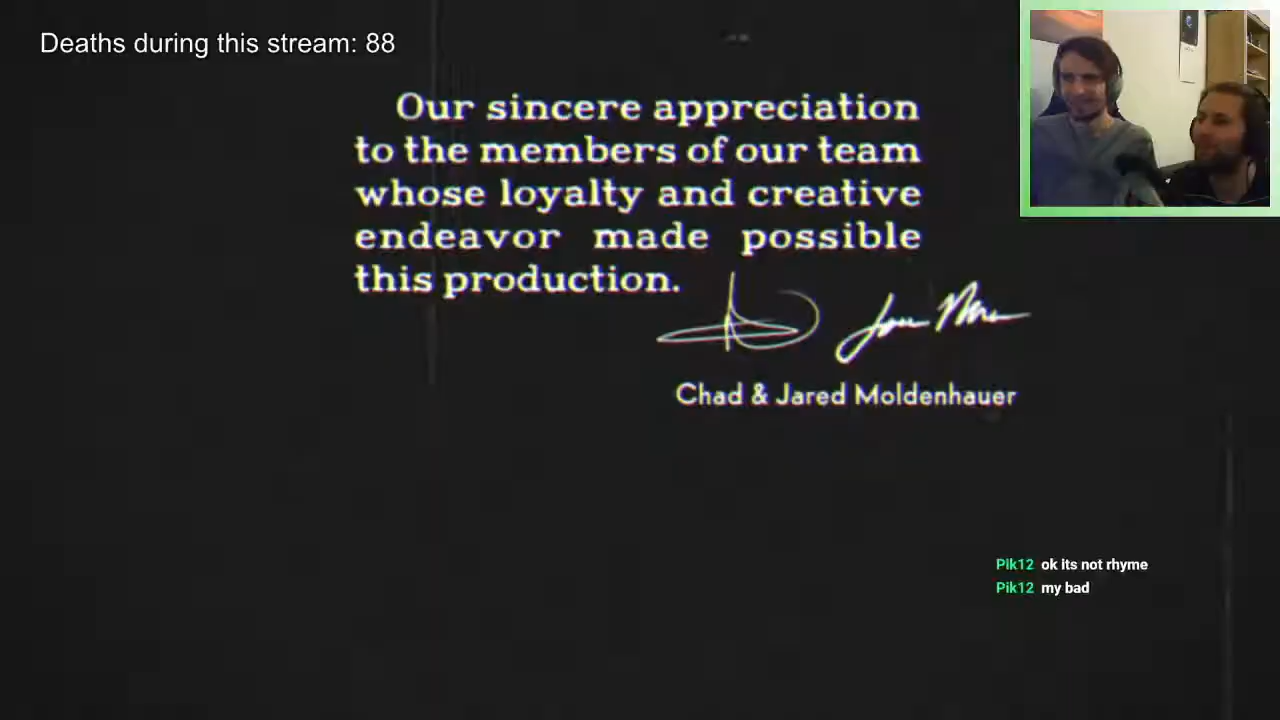 Deaths during this stream: 88
Our sincere appreciation
to the members of our team
whose loyalty and creative
endeavor made possible
this production.
Chad & Jared Moldenhauer
Pik12 ok its not rhyme
Pik12 my bad